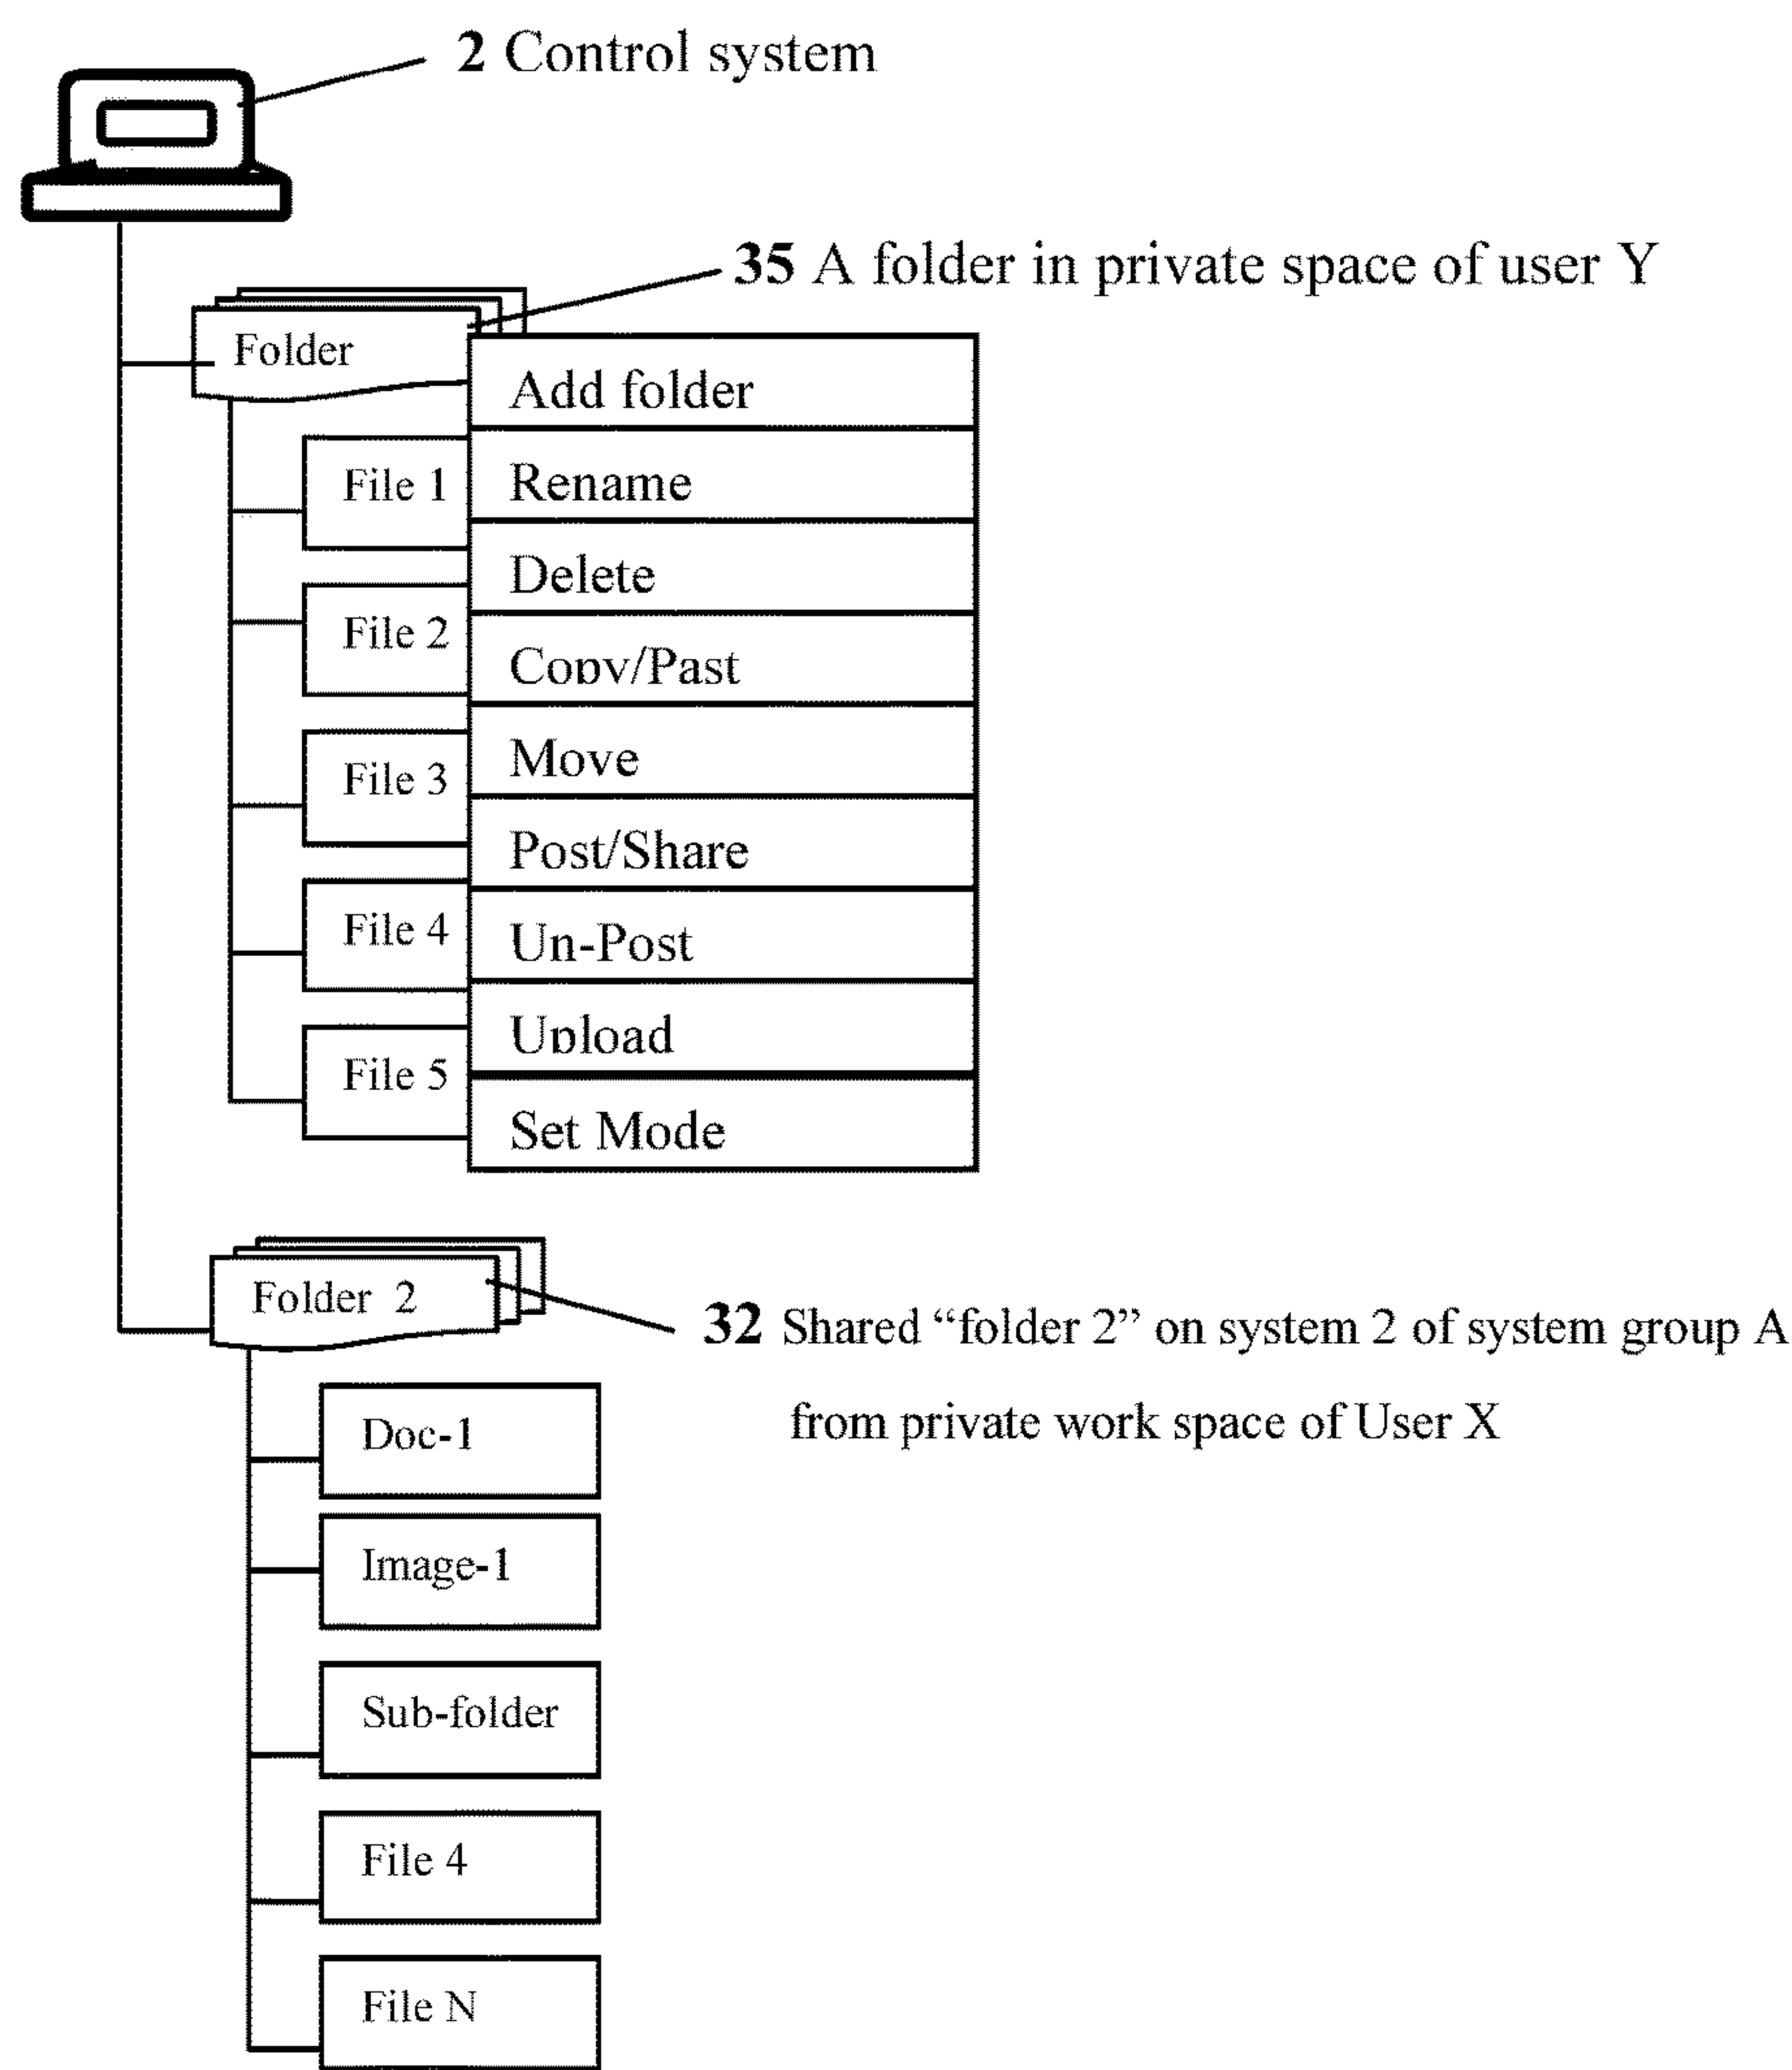 2 Control system
35 A folder in private space of user Y
Folder
Add folder
File 1
Rename
Delete
File 2
Copy/Past
Move
File 3
Post/Share
File 4
Un-Post
Upload
File 5
Set Mode
Folder 2
32 Shared “folder 2” on system 2 of system group A
from private work space of User X
Doc-1
Image-1
Sub-folder
File 4
File N